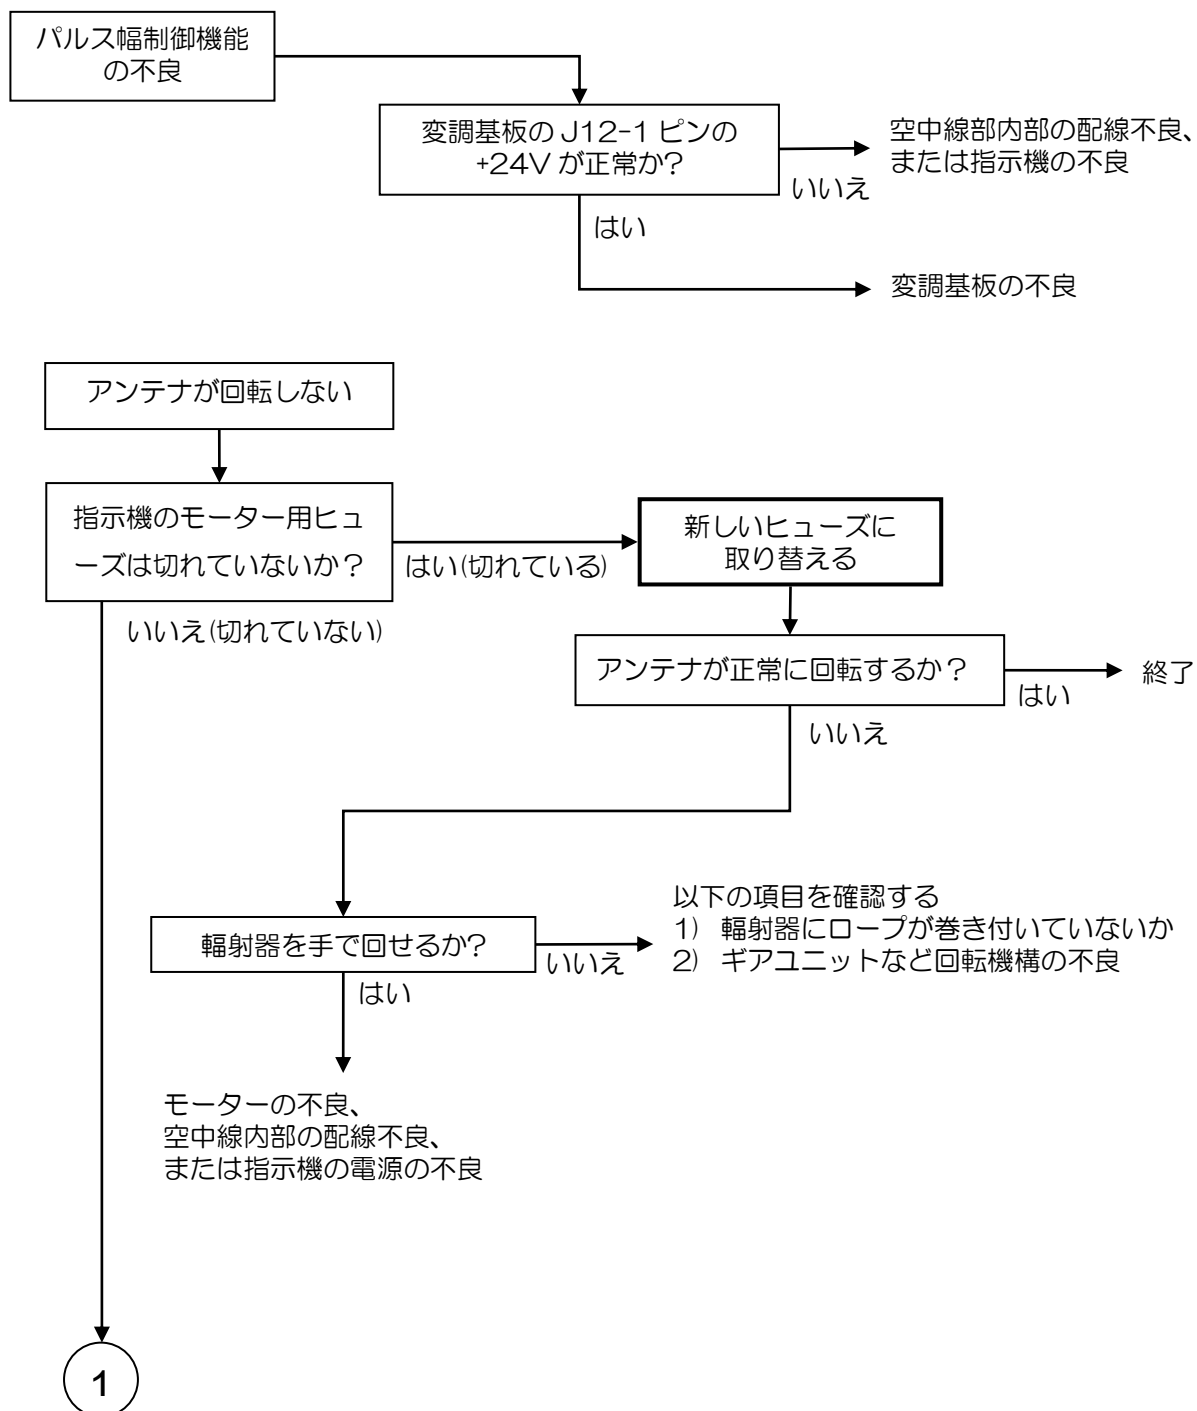 パルス幅制御機能
の不良
変調基板の J12-1 ピンの
+24V が正常か?
いいえ
空中線部内部の配線不良、
または指示機の不良
はい
変調基板の不良
アンテナが回転しない
指示機のモーター用ヒュ
ーズは切れていないか？
はい(切れている)
新しいヒューズに
取り替える
いいえ(切れていない)
アンテナが正常に回転するか？
はい
終了
いいえ
輻射器を手で回せるか?
いいえ
以下の項目を確認する
1) 輻射器にロープが巻き付いていないか
2) ギアユニットなど回転機構の不良
はい
モーターの不良、
空中線内部の配線不良、
または指示機の電源の不良
1